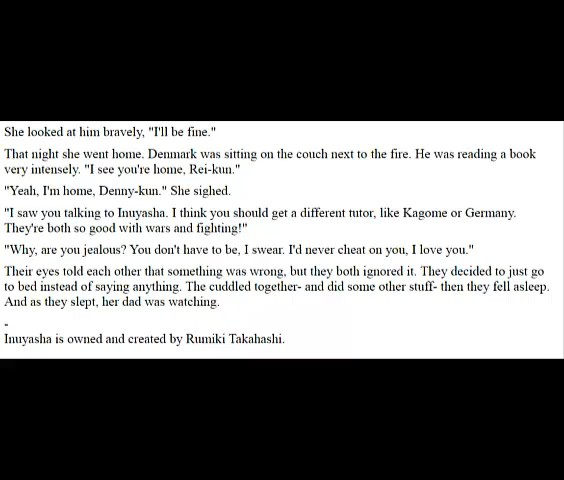 She looked at him bravely, "I'll be fine."
That night she went home. Denmark was sitting on the couch next to the fire. He was reading a book
very intensely. "I see you're home, Rei-kun."
"Yeah, I'm home, Denny-kun." She sighed.
"I saw you talking to Inuyasha. I think you should get a different tutor, like Kagome or Germany.
They're both so good with wars and fighting!"
"Why, are you jealous? You don't have to be, I swear. I'd never cheat on you, I love you."
Their eyes told each other that something was wrong, but they both ignored it. They decided to just go
to bed instead of saying anything. The cuddled together- and did some other stuff- then they fell asleep.
And as they slept, her dad was watching.
-
Inuyasha is owned and created by Rumiki Takahashi.